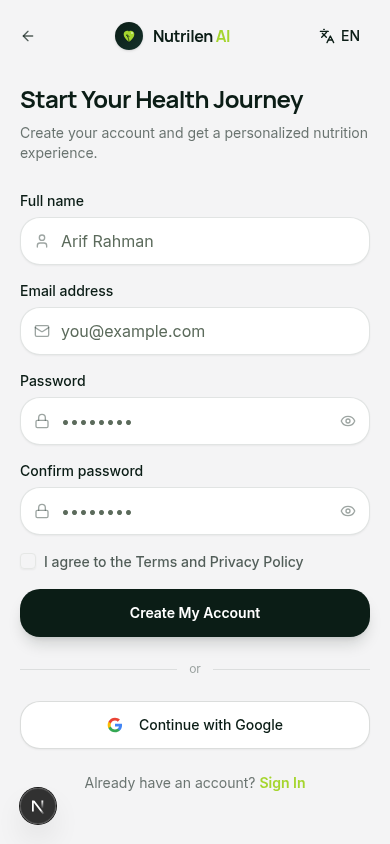 Nutrilen AI
EN
Start Your Health Journey
Create your account and get a personalized nutrition
experience.
Full name
Arif Rahman
Email address
you@example.com
Password
••••••••
Confirm password
••••••••
I agree to the Terms and Privacy Policy
Create My Account
or
Continue with Google
Already have an account? Sign In
N